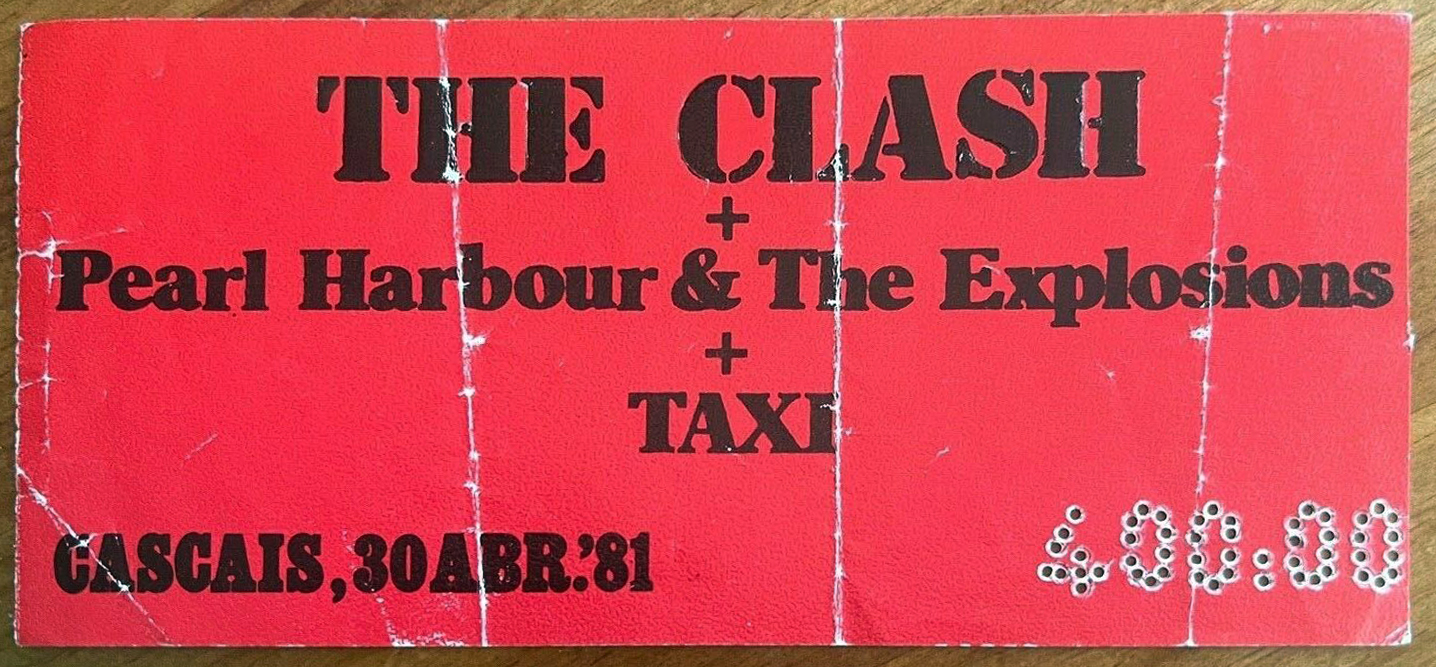 THE CLASH
+
Pearl Harbour & The Explosions
+
TAXI
CASCAIS, 30 ABR.'81
400:00